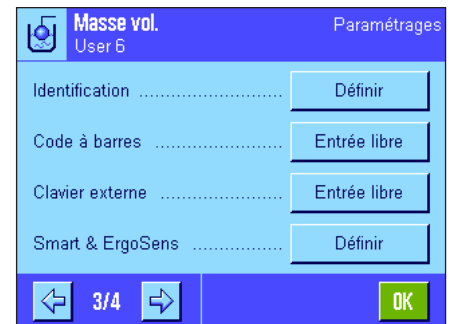 Masse vol. Paramétrages
User 6
Identification ........................ Définir
Code à barres ..................... Entrée libre
Clavier externe .................... Entrée libre
Smart & ErgoSens ............... Définir
3/4 OK